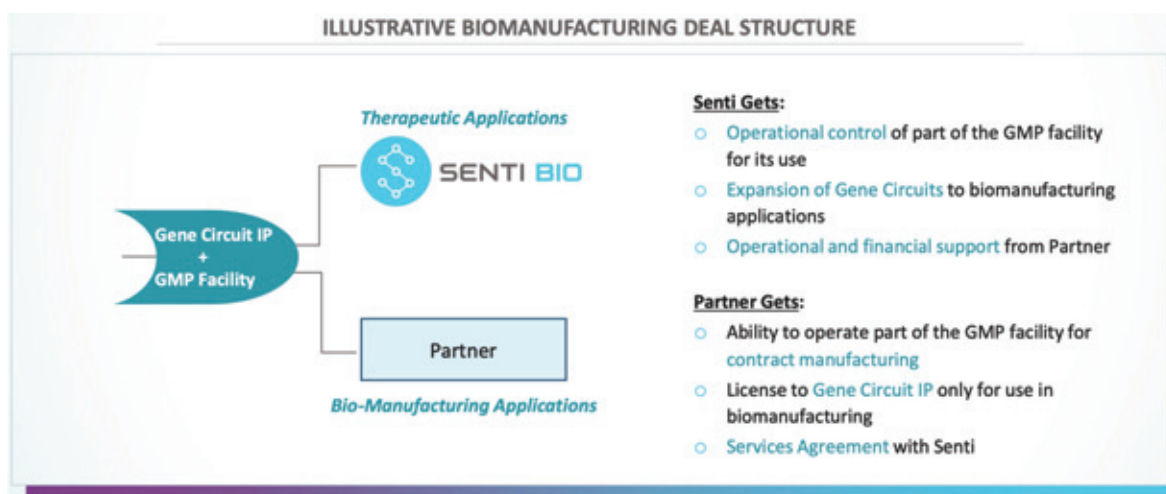 ILLUSTRATIVE BIOMANUFACTURING DEAL STRUCTURE
Therapeutic Applications
SENTI BIO
Gene Circuit IP
+
GMP Facility
Partner
Bio-Manufacturing Applications
Senti Gets:
Operational control of part of the GMP facility
for its use
Expansion of Gene Circuits to biomanufacturing
applications
Operational and financial support from Partner
Partner Gets:
Ability to operate part of the GMP facility for
contract manufacturing
License to Gene Circuit IP only for use in
biomanufacturing
Services Agreement with Senti